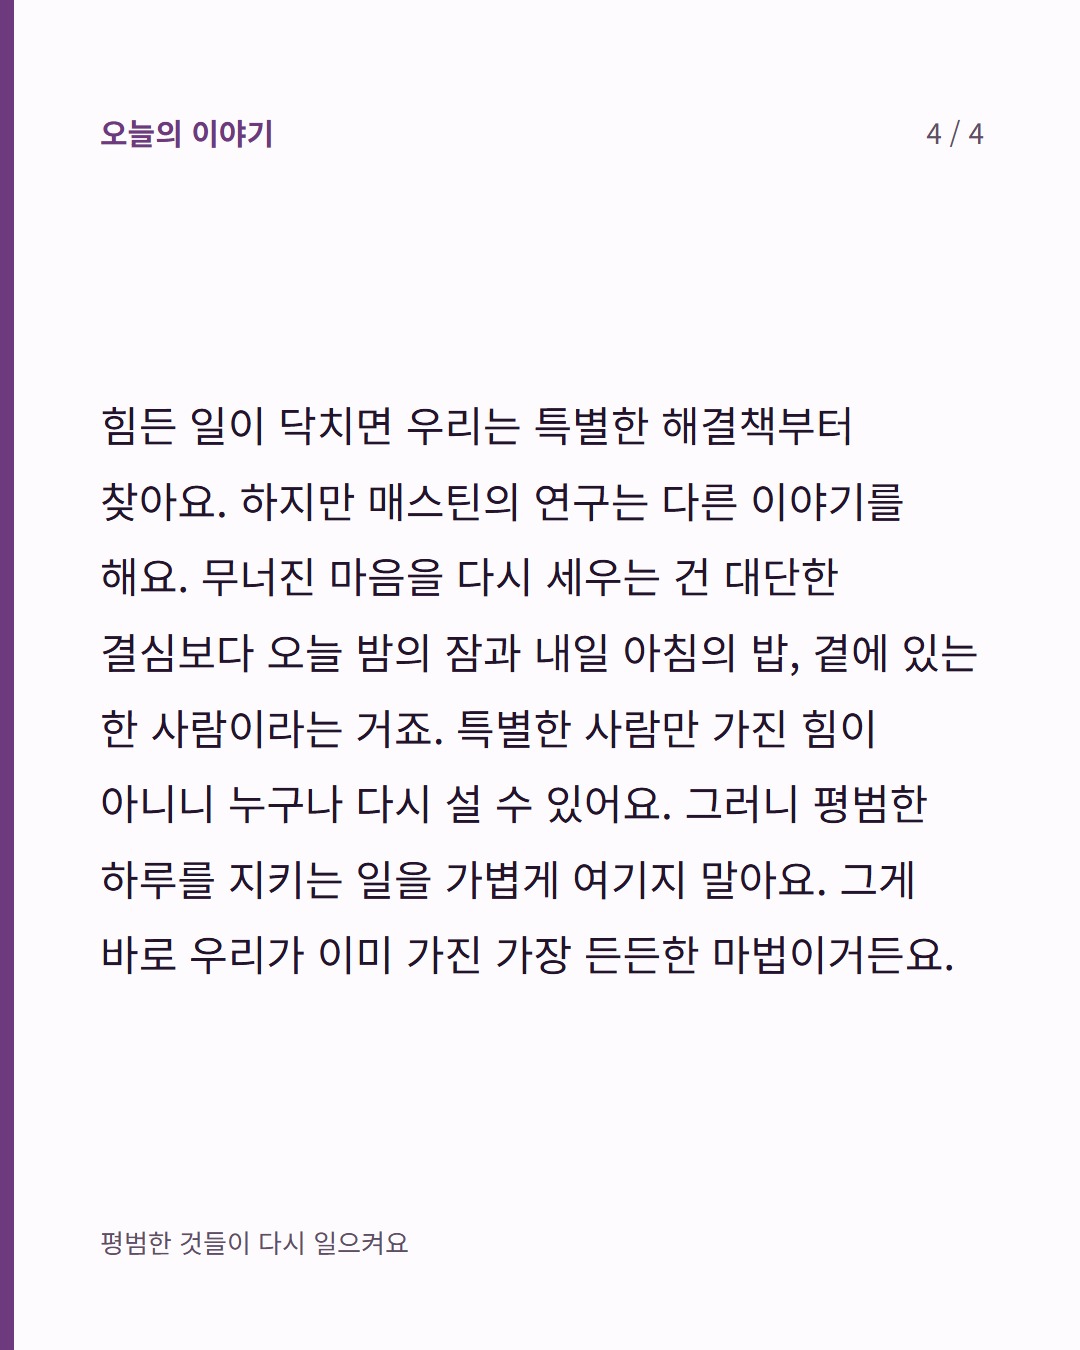 오늘의 이야기
4 / 4
힘든 일이 닥치면 우리는 특별한 해결책부터
찾아요. 하지만 매스틴의 연구는 다른 이야기를
해요. 무너진 마음을 다시 세우는 건 대단한
결심보다 오늘 밤의 잠과 내일 아침의 밥, 곁에 있는
한 사람이라는 거죠. 특별한 사람만 가진 힘이
아니니 누구나 다시 설 수 있어요. 그러니 평범한
하루를 지키는 일을 가볍게 여기지 말아요. 그게
바로 우리가 이미 가진 가장 든든한 마법이거든요.
평범한 것들이 다시 일으켜요